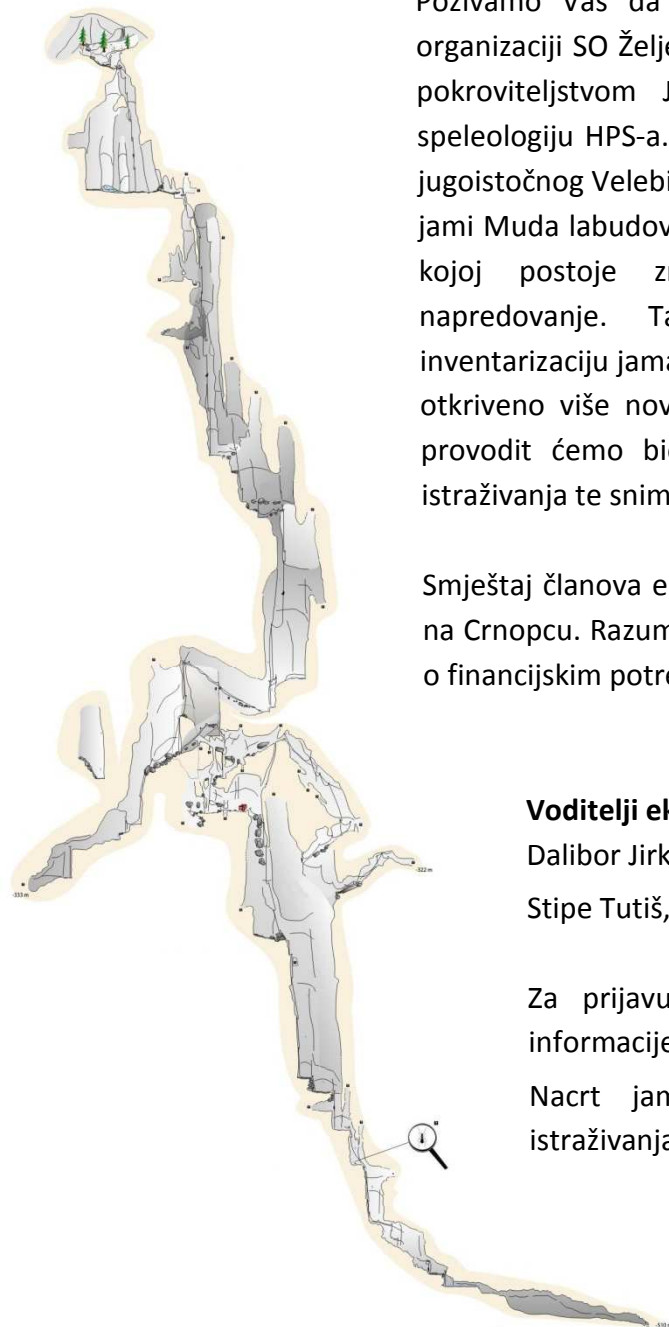 Pozivamo Vas da
organizaciji SO Želje
pokroviteljstvom J
speleologiju HPS-a.
jugoistočnog Velebi
jami Muda labudov
kojoj postoje z
napredovanje. Ta
inventarizaciju jama
otkriveno više nov
provodit ćemo bi
istraživanja te snim
Smještaj članova e
na Crnopcu. Razum
o financijskim potre
Voditelji ek
Dalibor Jirk
Stipe Tutiš,
-333 m
-322 m
Za prijavu
informacije
Nacrt jam
istraživanja